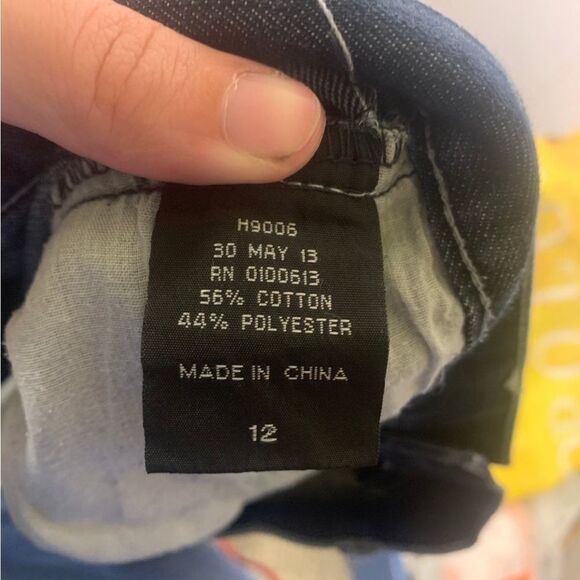 H9006
30 MAY 13
RN 0100613
56% COTTON
44% POLYESTER
MADE IN CHINA
12